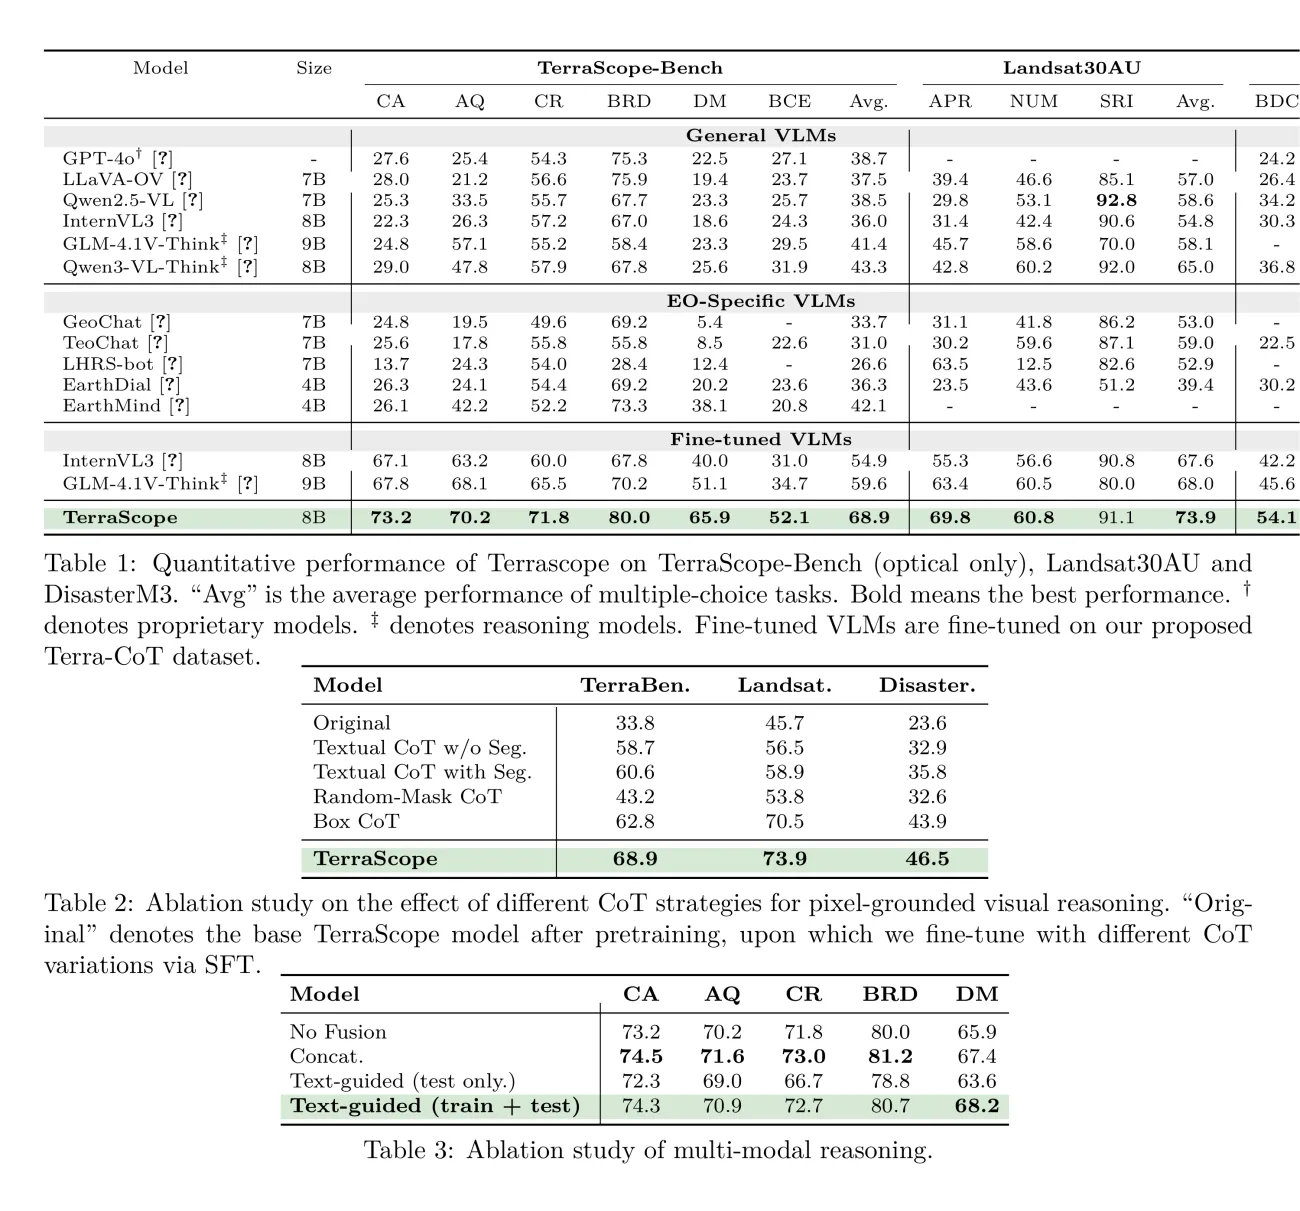 Model Size TerraScope-Bench Landsat30AU
CA AQ CR BRD DM BCE Avg. APR NUM SRI Avg. BDC
General VLMs
GPT-4o† [?] - 27.6 25.4 54.3 75.3 22.5 27.1 38.7 - - - - 24.2
LLaVA-OV [?] 7B 28.0 21.2 56.6 75.9 19.4 23.7 37.5 39.4 46.6 85.1 57.0 26.4
Qwen2.5-VL [?] 7B 25.3 33.5 55.7 67.7 23.3 25.7 38.5 29.8 53.1 92.8 58.6 34.2
InternVL3 [?] 8B 22.3 26.3 57.2 67.0 18.6 24.3 36.0 31.4 42.4 90.6 54.8 30.3
GLM-4.1V-Think‡ [?] 9B 24.8 57.1 55.2 58.4 23.3 29.5 41.4 45.7 58.6 70.0 58.1 -
Qwen3-VL-Think‡ [?] 8B 29.0 47.8 57.9 67.8 25.6 31.9 43.3 42.8 60.2 92.0 65.0 36.8
EO-Specific VLMs
GeoChat [?] 7B 24.8 19.5 49.6 69.2 5.4 - 33.7 31.1 41.8 86.2 53.0 -
TeoChat [?] 7B 25.6 17.8 55.8 55.8 8.5 22.6 31.0 30.2 59.6 87.1 59.0 22.5
LHRS-bot [?] 7B 13.7 24.3 54.0 28.4 12.4 - 26.6 63.5 12.5 82.6 52.9 -
EarthDial [?] 4B 26.3 24.1 54.4 69.2 20.2 23.6 36.3 23.5 43.6 51.2 39.4 30.2
EarthMind [?] 4B 26.1 42.2 52.2 73.3 38.1 20.8 42.1 - - - - -
Fine-tuned VLMs
InternVL3 [?] 8B 67.1 63.2 60.0 67.8 40.0 31.0 54.9 55.3 56.6 90.8 67.6 42.2
GLM-4.1V-Think‡ [?] 9B 67.8 68.1 65.5 70.2 51.1 34.7 59.6 63.4 60.5 80.0 68.0 45.6
TerraScope 8B 73.2 70.2 71.8 80.0 65.9 52.1 68.9 69.8 60.8 91.1 73.9 54.1
Table 1: Quantitative performance of Terrascope on TerraScope-Bench (optical only), Landsat30AU and
DisasterM3. “Avg” is the average performance of multiple-choice tasks. Bold means the best performance. †
denotes proprietary models. ‡ denotes reasoning models. Fine-tuned VLMs are fine-tuned on our proposed
Terra-CoT dataset.
Model TerraBen. Landsat. Disaster.
Original 33.8 45.7 23.6
Textual CoT w/o Seg. 58.7 56.5 32.9
Textual CoT with Seg. 60.6 58.9 35.8
Random-Mask CoT 43.2 53.8 32.6
Box CoT 62.8 70.5 43.9
TerraScope 68.9 73.9 46.5
Table 2: Ablation study on the effect of different CoT strategies for pixel-grounded visual reasoning. “Orig-
inal” denotes the base TerraScope model after pretraining, upon which we fine-tune with different CoT
variations via SFT.
Model CA AQ CR BRD DM
No Fusion 73.2 70.2 71.8 80.0 65.9
Concat. 74.5 71.6 73.0 81.2 67.4
Text-guided (test only.) 72.3 69.0 66.7 78.8 63.6
Text-guided (train + test) 74.3 70.9 72.7 80.7 68.2
Table 3: Ablation study of multi-modal reasoning.